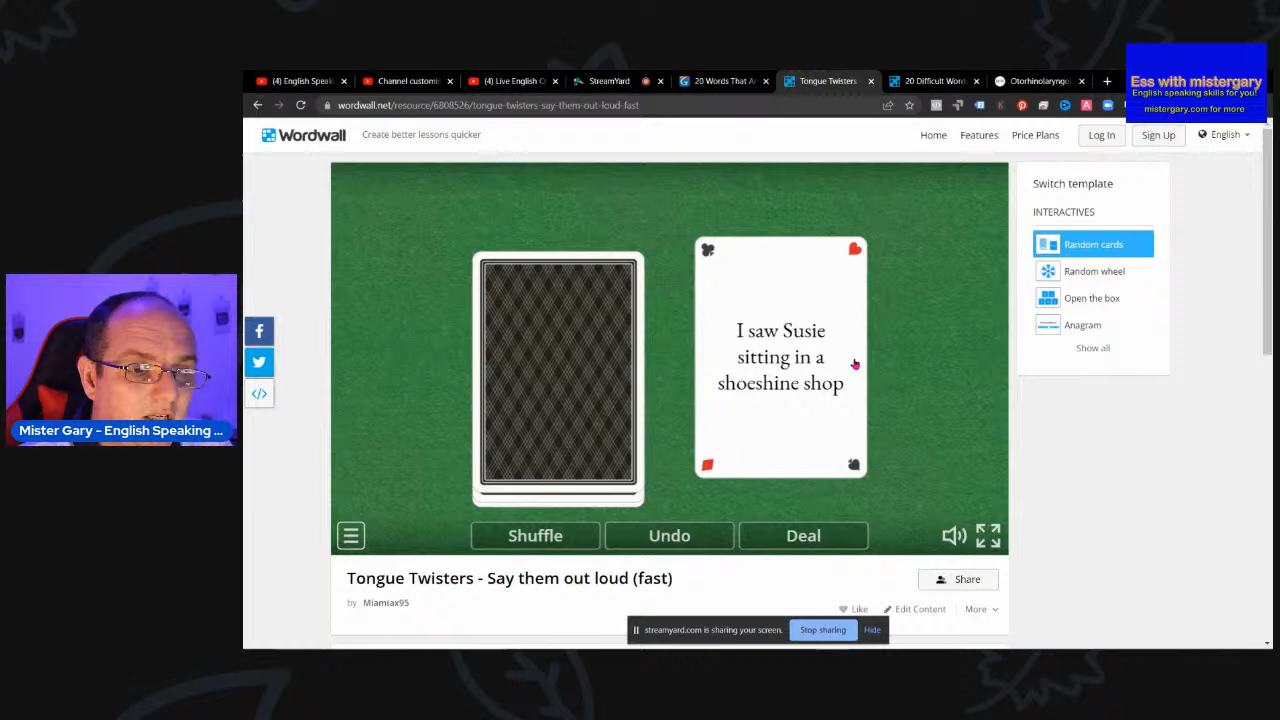 (4) English Speak
Channel customis
(4) Live English C
StreamYard
20 Words That Ar
Tongue Twisters
20 Difficult Word
Otorhinolaryngo
wordwall.net/resource/6808526/tongue-twisters-say-them-out-loud-fast
Ess with mistergary
English speaking skills for you!
mistergary.com for more
Wordwall
Create better lessons quicker
Home
Features
Price Plans
Log In
Sign Up
English
Switch template
INTERACTIVES
Random cards
Random wheel
Open the box
Anagram
Show all
I saw Susie
sitting in a
shoeshine shop
Mister Gary - English Speaking ...
Shuffle
Undo
Deal
Tongue Twisters - Say them out loud (fast)
Share
by Miamiax95
Like
Edit Content
More
streamyard.com is sharing your screen.
Stop sharing
Hide